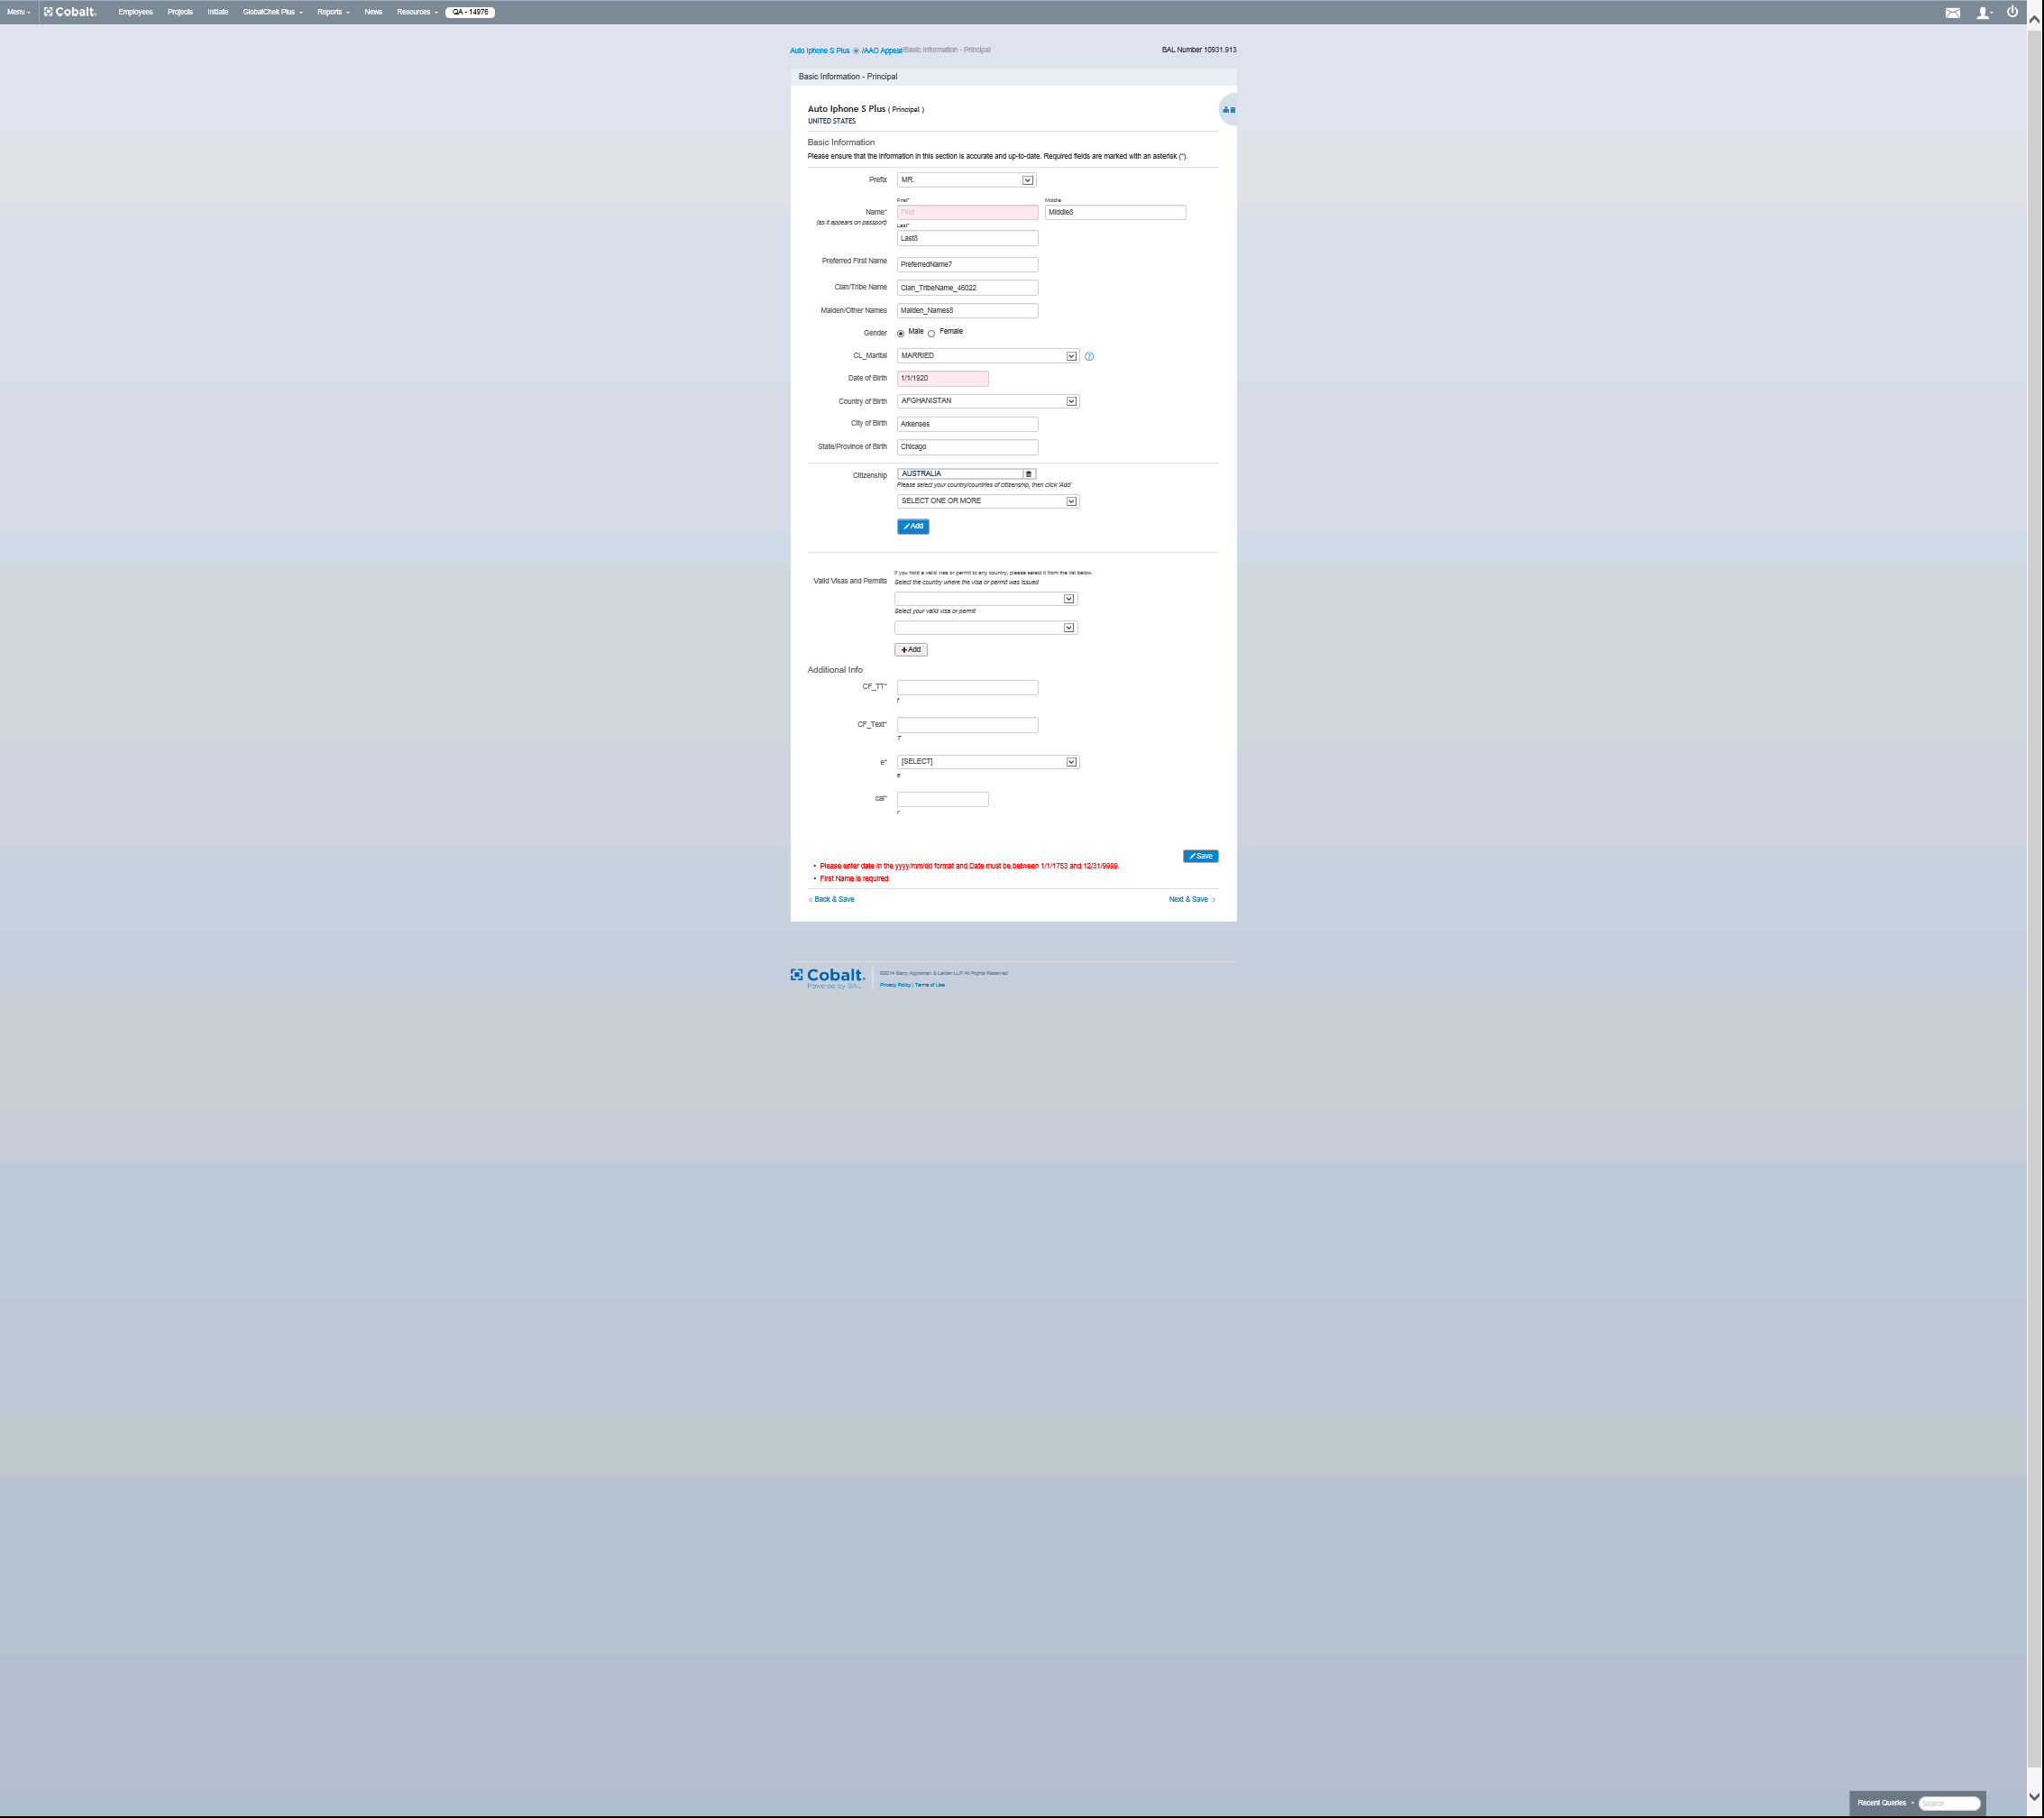 Menu Cobalt Employees Projects Initiate GlobalChek Plus Reports News Resources QA - 14976
Auto Iphone S Plus /AAO Appeal/Basic Information - Principal BAL Number 10931.913
Basic Information - Principal
Auto Iphone S Plus ( Principal )
UNITED STATES
Basic Information
Please ensure that the information in this section is accurate and up-to-date. Required fields are marked with an asterisk (*).
Prefix MR.
First* Middle
Name* First Middle8
(as it appears on passport)
Last*
Last8
Preferred First Name PreferredName7
Clan/Tribe Name Clan_TribeName_46022
Maiden/Other Names Maiden_Names8
Gender Male Female
CL_Marital MARRIED
Date of Birth 1/1/1920
Country of Birth AFGHANISTAN
City of Birth Arkenses
State/Province of Birth Chicago
Citizenship AUSTRALIA
Please select your country/countries of citizenship, then click 'Add'
SELECT ONE OR MORE
Add
If you hold a valid visa or permit to any country, please select it from the list below.
Valid Visas and Permits Select the country where the visa or permit was issued
Select your valid visa or permit
Add
Additional Info
CF_TT*
r
CF_Text*
T
e* [SELECT]
e
cal*
r
Save
• Please enter date in the yyyy/mm/dd format and Date must be between 1/1/1753 and 12/31/9999.
• First Name is required
Back & Save Next & Save
Cobalt ©2014 Barry Appleman & Leiden LLP All Rights Reserved
Powered by BAL Privacy Policy | Terms of Use
Recent Queries Search